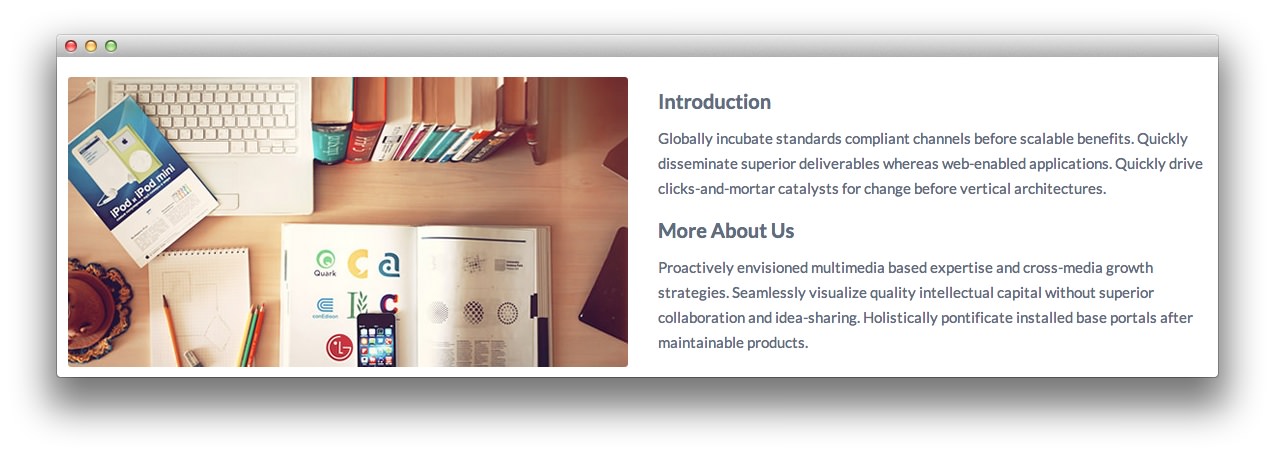 iPod и iPod mini
Quark
conEdison
LG
Introduction
Globally incubate standards compliant channels before scalable benefits. Quickly
disseminate superior deliverables whereas web-enabled applications. Quickly drive
clicks-and-mortar catalysts for change before vertical architectures.
More About Us
Proactively envisioned multimedia based expertise and cross-media growth
strategies. Seamlessly visualize quality intellectual capital without superior
collaboration and idea-sharing. Holistically pontificate installed base portals after
maintainable products.